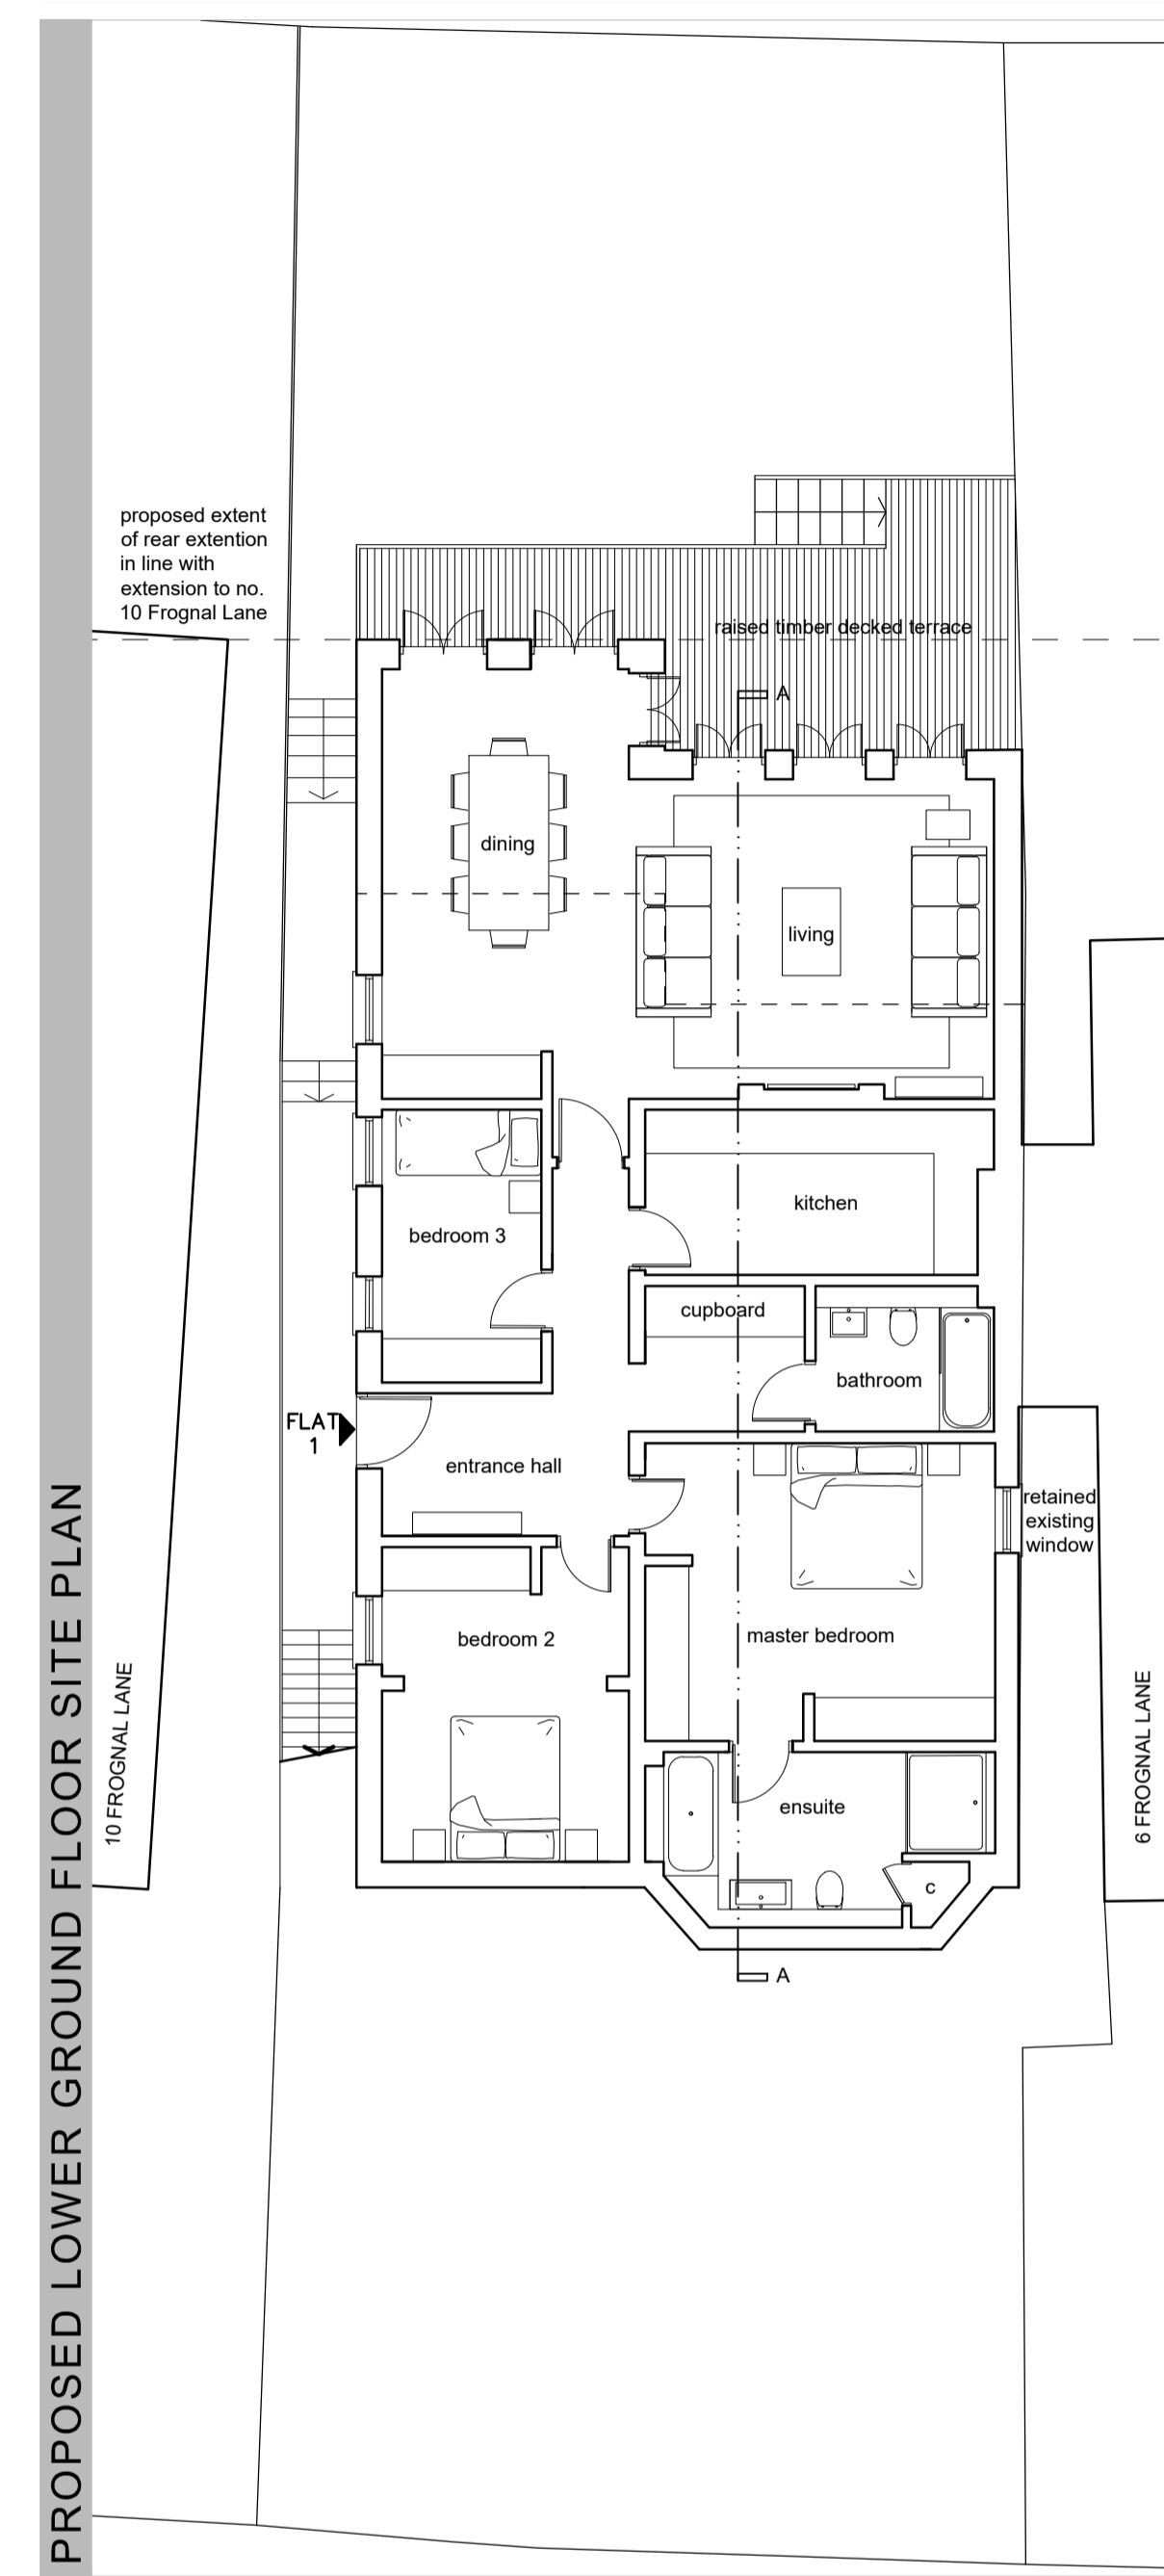 PROPOSED LOWER GROUND FLOOR SITE PLAN
proposed extent
of rear extention
in line with
extension to no.
10 Frognal Lane
raised timber decked terrace
A
dining
living
kitchen
bedroom 3
cupboard
bathroom
FLAT
1
entrance hall
retained
existing
window
bedroom 2
master bedroom
10 FROGNAL LANE
6 FROGNAL LANE
ensuite
c
A